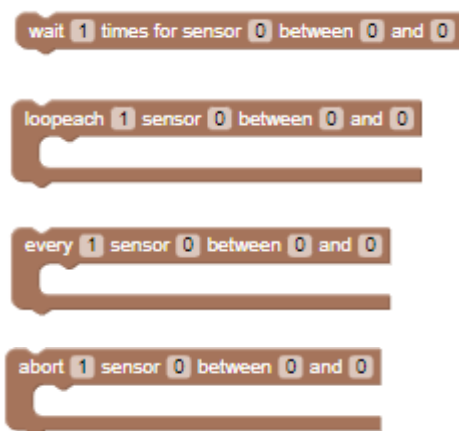 wait 1 times for sensor 0 between 0 and 0
loopeach 1 sensor 0 between 0 and 0
every 1 sensor 0 between 0 and 0
abort 1 sensor 0 between 0 and 0